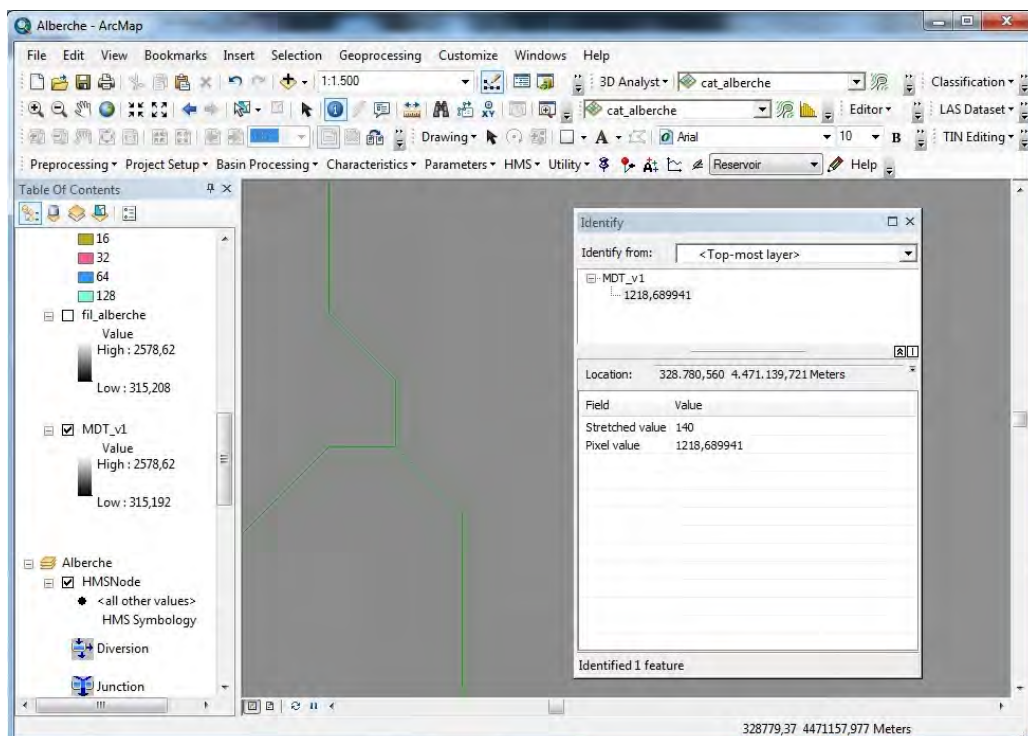 Alberche - ArcMap
File Edit View Bookmarks Insert Selection Geoprocessing Customize Windows Help
1:1.500 3D Analyst cat_alberche Classification
cat_alberche Editor LAS Dataset
Drawing A Arial 10 B TIN Editing
Preprocessing Project Setup Basin Processing Characteristics Parameters HMS Utility Reservoir Help
Table Of Contents
16
32
64
128
fil_alberche
Value
High : 2578,62
Low : 315,208
MDT_v1
Value
High : 2578,62
Low : 315,192
Alberche
HMSNode
<all other values>
HMS Symbology
Diversion
Junction
Identify
Identify from: <Top-most layer>
MDT_v1
1218,689941
Location: 328.780,560 4.471.139,721 Meters
Field Value
Stretched value 140
Pixel value 1218,689941
Identified 1 feature
328779,37 4471157,977 Meters